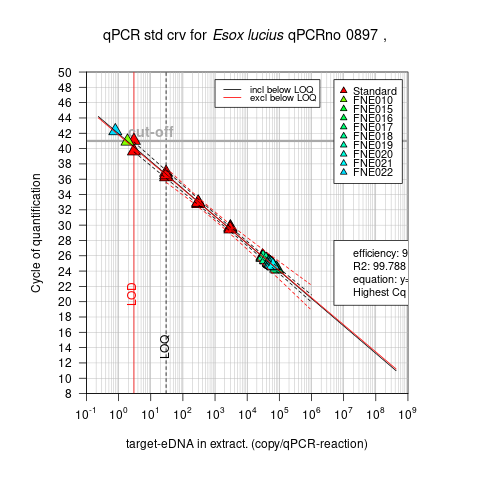 qPCR std crv for Esox lucius qPCRno 0897 ,
incl below LOQ
excl below LOQ
Standard
FNE010
FNE015
FNE016
FNE017
FNE018
FNE019
FNE020
FNE021
FNE022
cut-off
efficiency: 9
R2: 99.788
equation: y=
Highest Cq
LOD
LOQ
Cycle of quantification
50
48
46
44
42
40
38
36
34
32
30
28
26
24
22
20
18
16
14
12
10
8
10-1 100 101 102 103 104 105 106 107 108 109
target-eDNA in extract. (copy/qPCR-reaction)